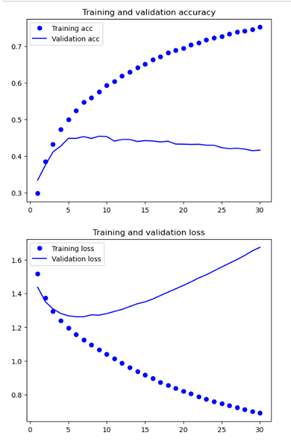 Training and validation accuracy
Training acc
Validation acc
0.7
0.6
0.5
0.4
0.3
0 5 10 15 20 25 30
Training and validation loss
Training loss
Validation loss
1.6
1.4
1.2
1.0
0.8
0 5 10 15 20 25 30